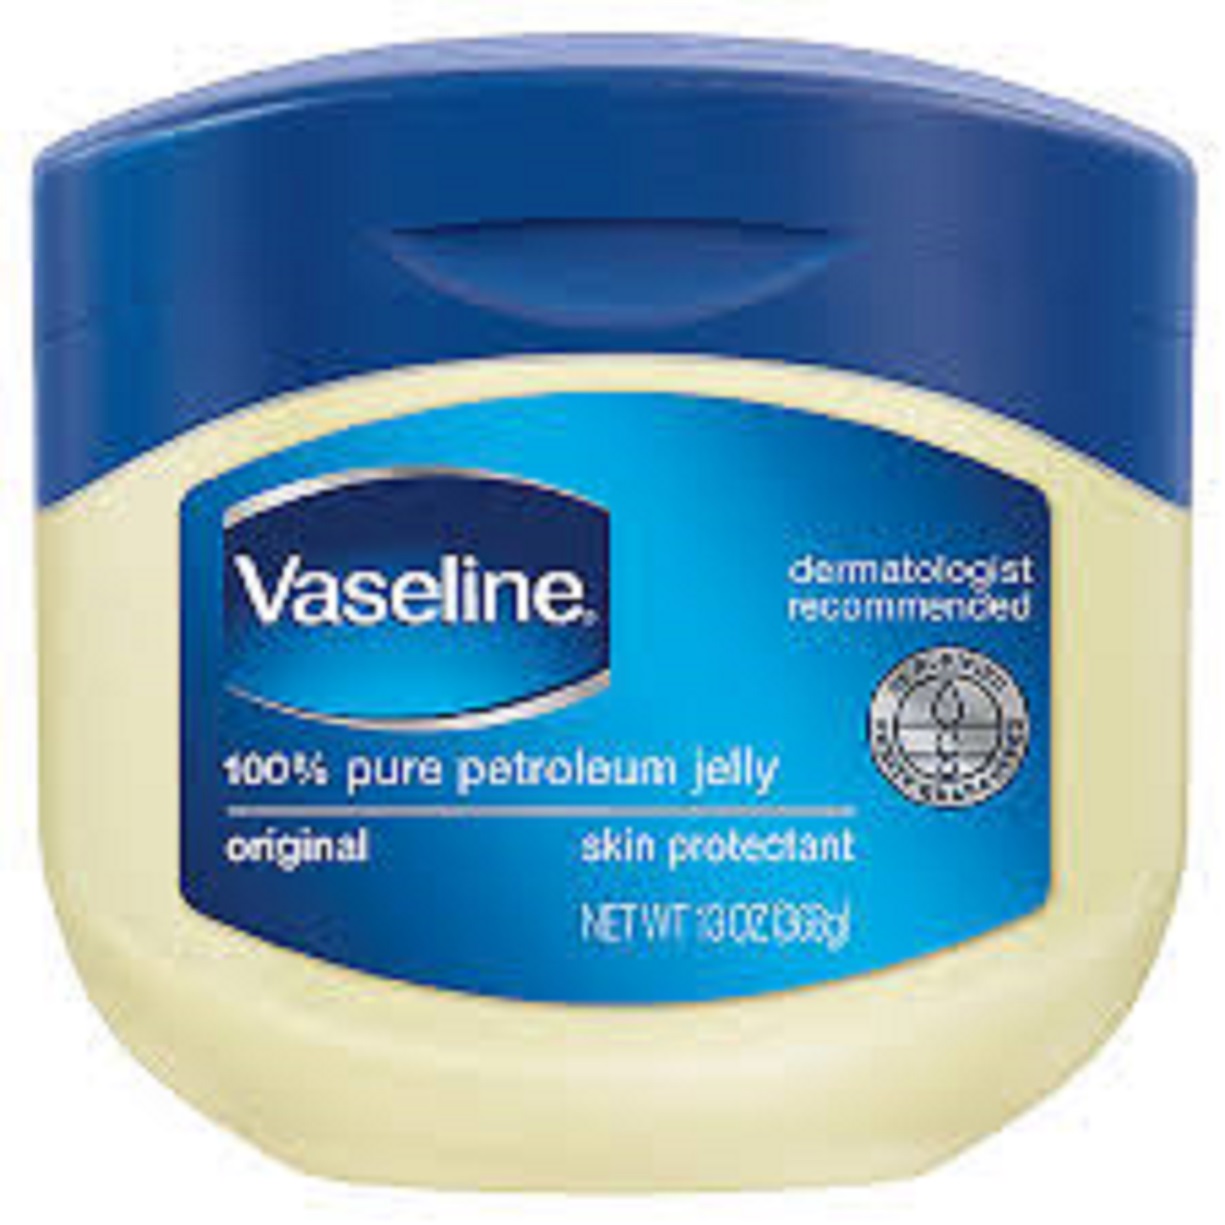 Vaseline®
dermatologist
recommended
100% pure petroleum jelly
original
skin protectant
NET WT 13 OZ (368g)